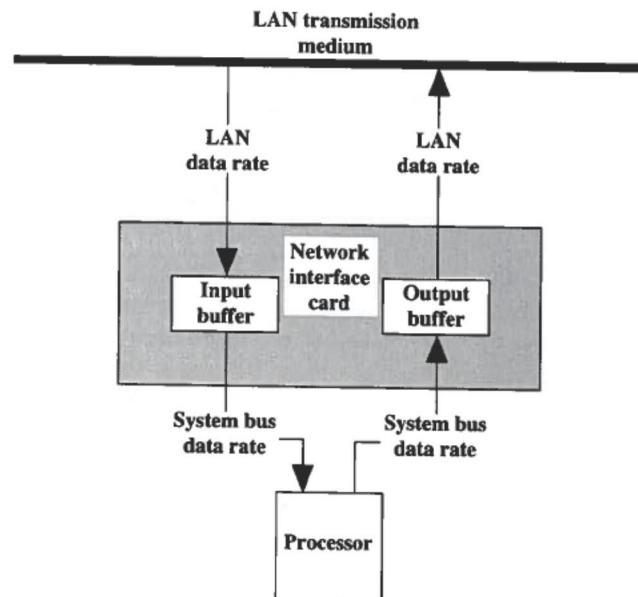 LAN transmission
medium
LAN
data rate
LAN
data rate
Network
interface
card
Input
buffer
Output
buffer
System bus
data rate
System bus
data rate
Processor